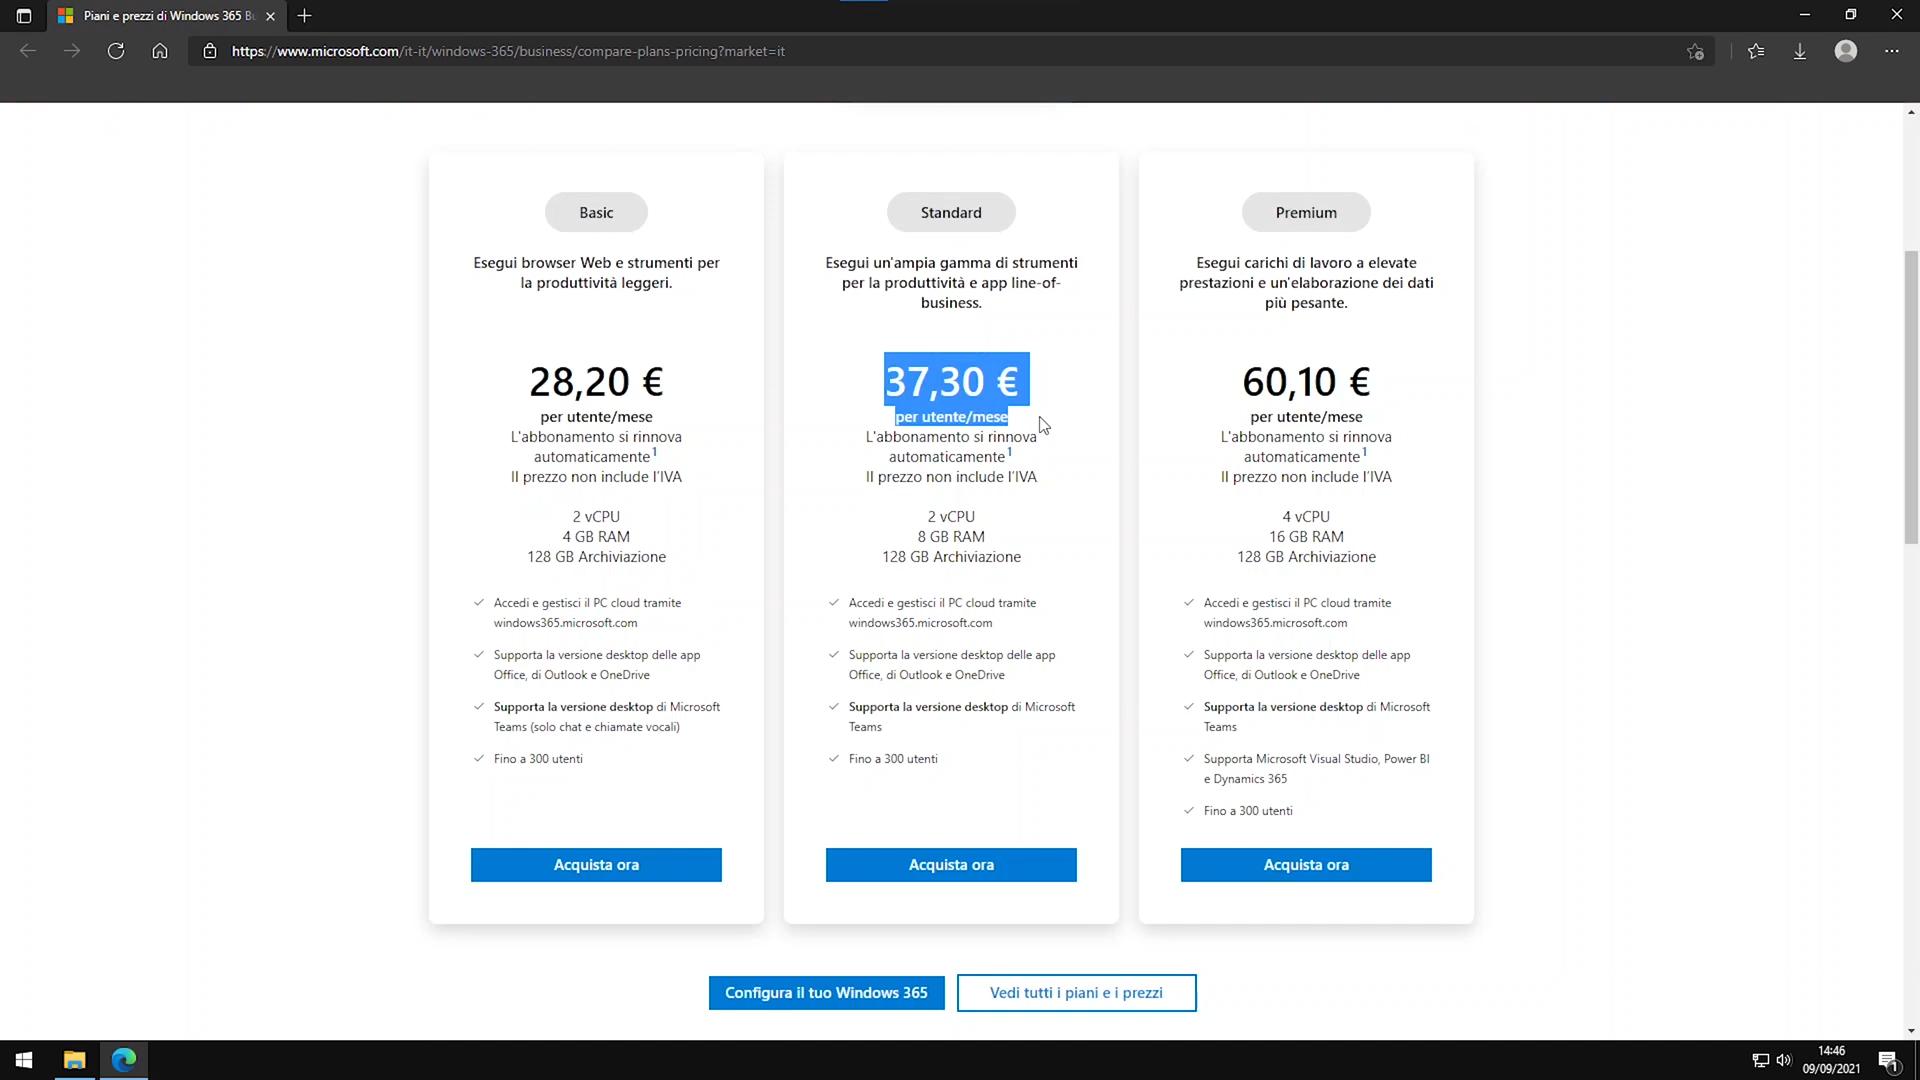 Piani e prezzi di Windows 365 Bu
https://www.microsoft.com/it-it/windows-365/business/compare-plans-pricing?market=it
Basic
Esegui browser Web e strumenti per
la produttività leggeri.
28,20 €
per utente/mese
L'abbonamento si rinnova
automaticamente1
Il prezzo non include l'IVA
2 vCPU
4 GB RAM
128 GB Archiviazione
Accedi e gestisci il PC cloud tramite
windows365.microsoft.com
Supporta la versione desktop delle app
Office, di Outlook e OneDrive
Supporta la versione desktop di Microsoft
Teams (solo chat e chiamate vocali)
Fino a 300 utenti
Acquista ora
Standard
Esegui un'ampia gamma di strumenti
per la produttività e app line-of-
business.
37,30 €
per utente/mese
L'abbonamento si rinnova
automaticamente1
Il prezzo non include l'IVA
2 vCPU
8 GB RAM
128 GB Archiviazione
Accedi e gestisci il PC cloud tramite
windows365.microsoft.com
Supporta la versione desktop delle app
Office, di Outlook e OneDrive
Supporta la versione desktop di Microsoft
Teams
Fino a 300 utenti
Acquista ora
Premium
Esegui carichi di lavoro a elevate
prestazioni e un'elaborazione dei dati
più pesante.
60,10 €
per utente/mese
L'abbonamento si rinnova
automaticamente1
Il prezzo non include l'IVA
4 vCPU
16 GB RAM
128 GB Archiviazione
Accedi e gestisci il PC cloud tramite
windows365.microsoft.com
Supporta la versione desktop delle app
Office, di Outlook e OneDrive
Supporta la versione desktop di Microsoft
Teams
Supporta Microsoft Visual Studio, Power BI
e Dynamics 365
Fino a 300 utenti
Acquista ora
Configura il tuo Windows 365
Vedi tutti i piani e i prezzi
14:46
09/09/2021
1